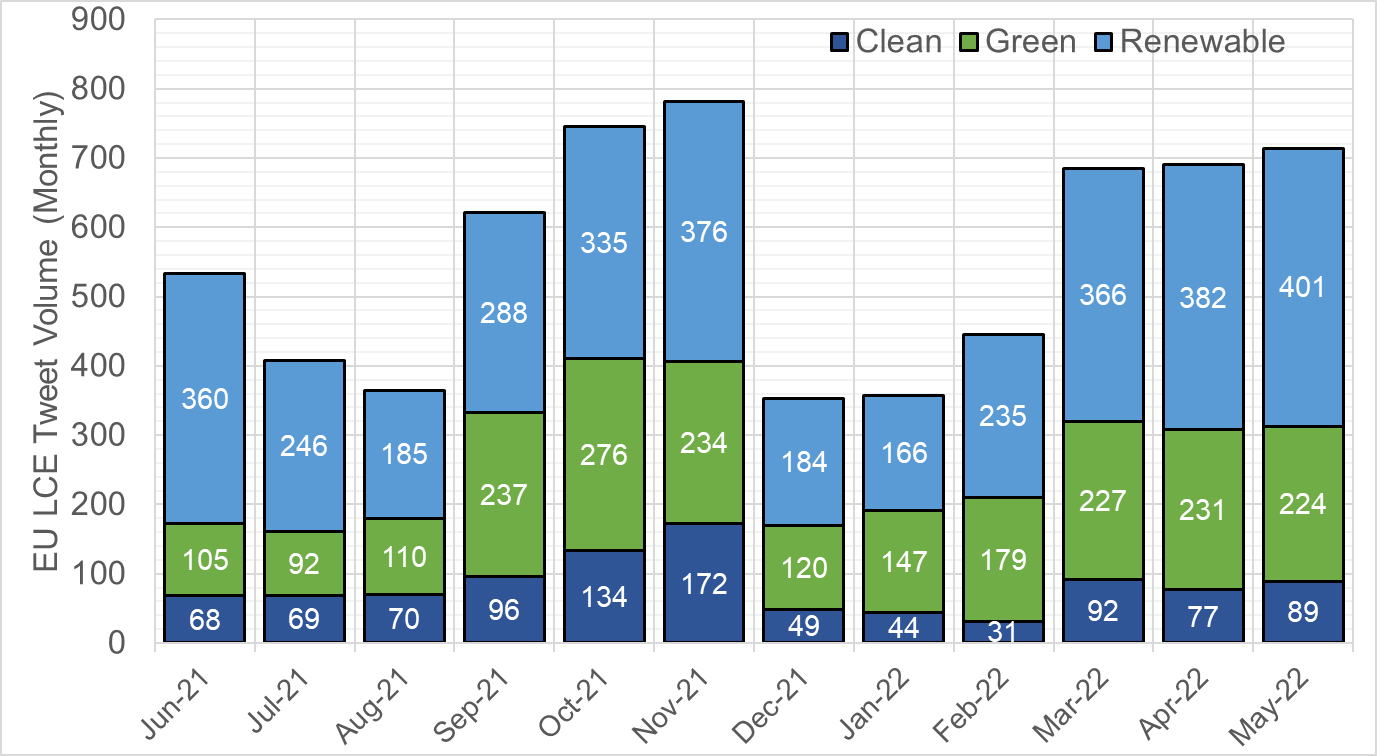 900
800
700
600
500
400
300
200
100
0
EU LCE Tweet Volume (Monthly)
Clean Green Renewable
360 246 185 288 335 376 184 166 235 366 382 401
105 92 110 237 276 234 120 147 179 227 231 224
68 69 70 96 134 172 49 44 31 92 77 89
Jun-21 Jul-21 Aug-21 Sep-21 Oct-21 Nov-21 Dec-21 Jan-22 Feb-22 Mar-22 Apr-22 May-22